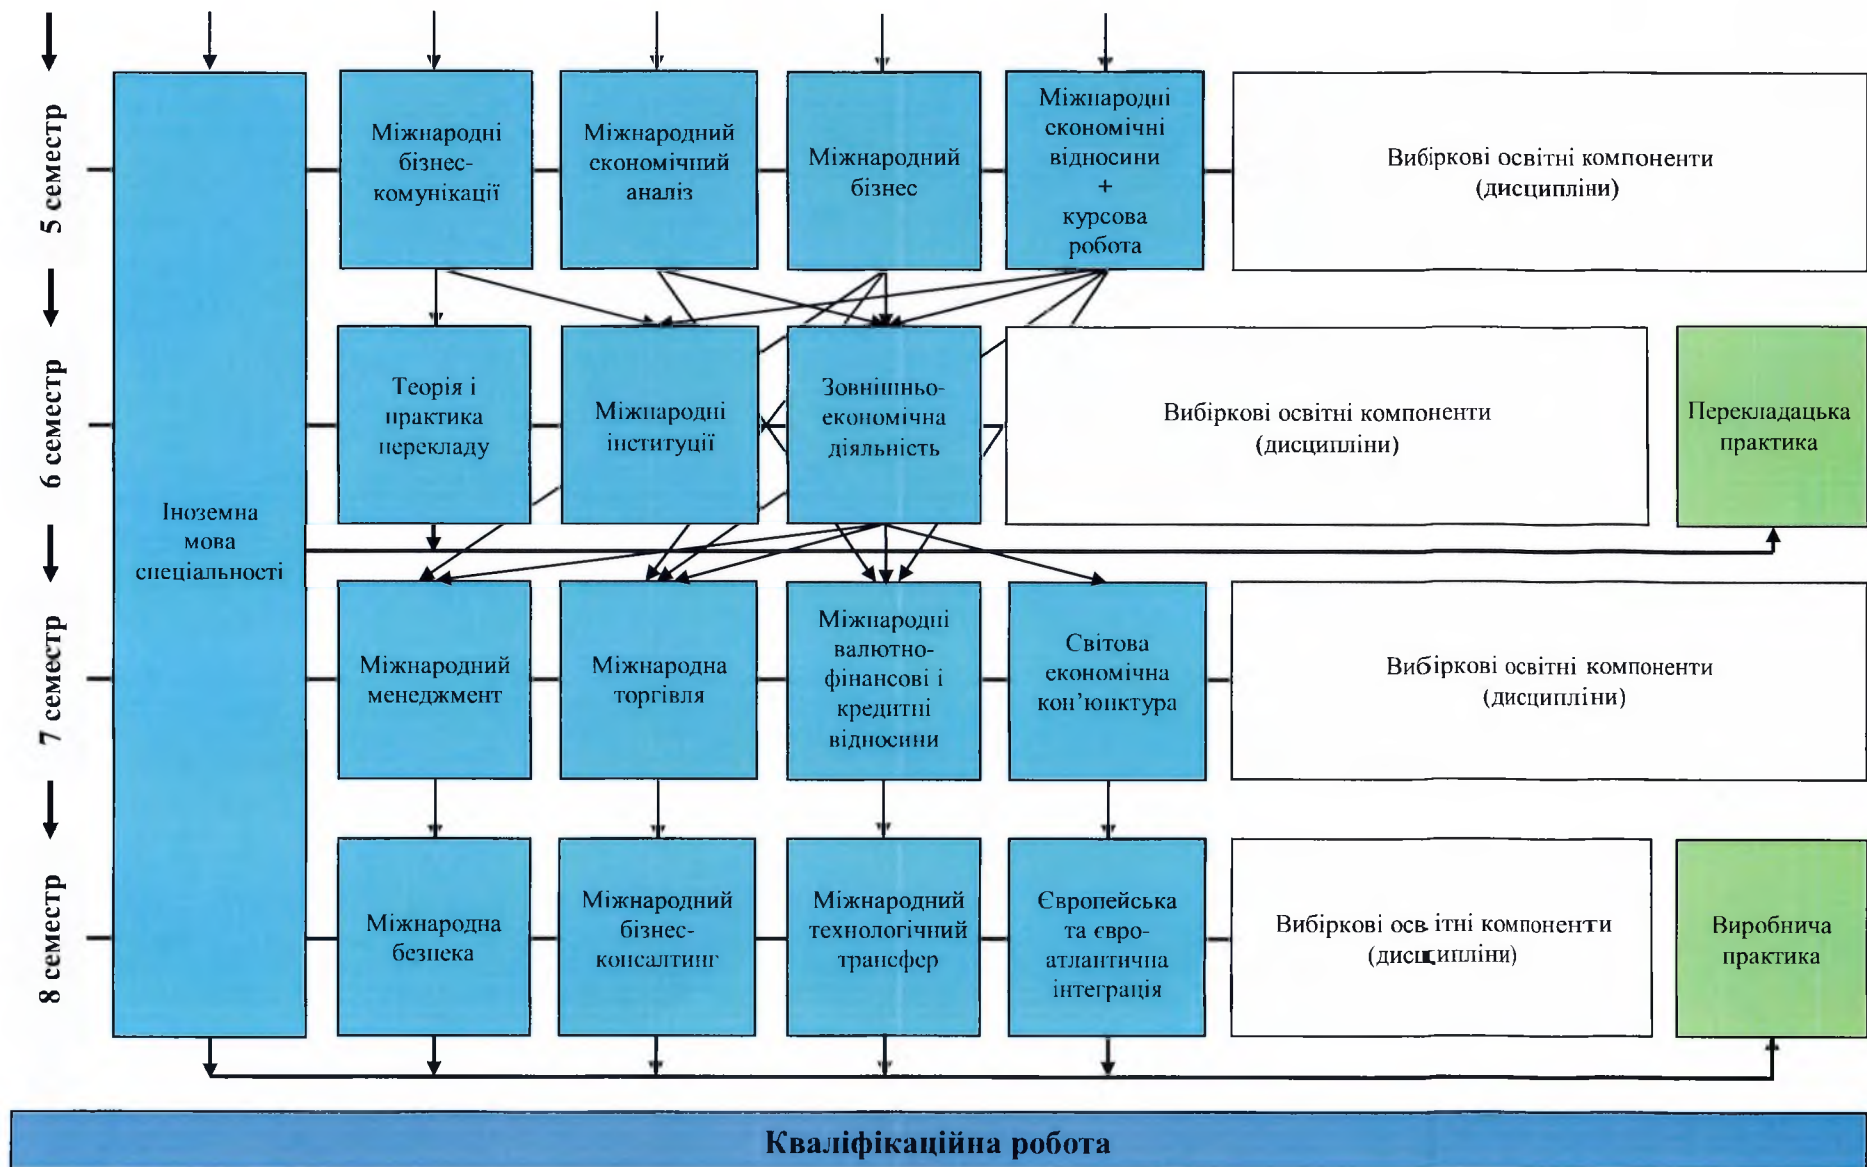 5 семестр
Міжнародні
бізнес-
комунікації
Міжнародний
економічний
аналіз
Міжнародний
бізнес
Міжнародні
економічні
відносини
+
курсова
робота
Вибіркові освітні компоненти
(дисципліни)
6 семестр
Іноземна
мова
спеціальності
Теорія і
практика
перекладу
Міжнародні
інституції
Зовнішньо-
економічна
діяльність
Вибіркові освітні компоненти
(дисципліни)
Перекладацька
практика
7 семестр
Міжнародний
менеджмент
Міжнародна
торгівля
Міжнародні
валютно-
фінансові і
кредитні
відносини
Світова
економічна
кон’юнктура
Вибіркові освітні компоненти
(дисципліни)
8 семестр
Міжнародна
безпека
Міжнародний
бізнес-
консалтинг
Міжнародний
технологічний
трансфер
Європейська
та євро-
атлантична
інтеграція
Вибіркові освітні компоненти
(дисципліни)
Виробнича
практика
Кваліфікаційна робота